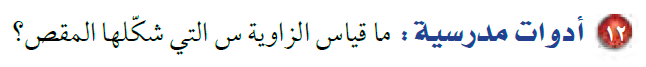 ١٢ أدوات مدرسية : ما قياس الزاوية س التي شكّلها المقص؟